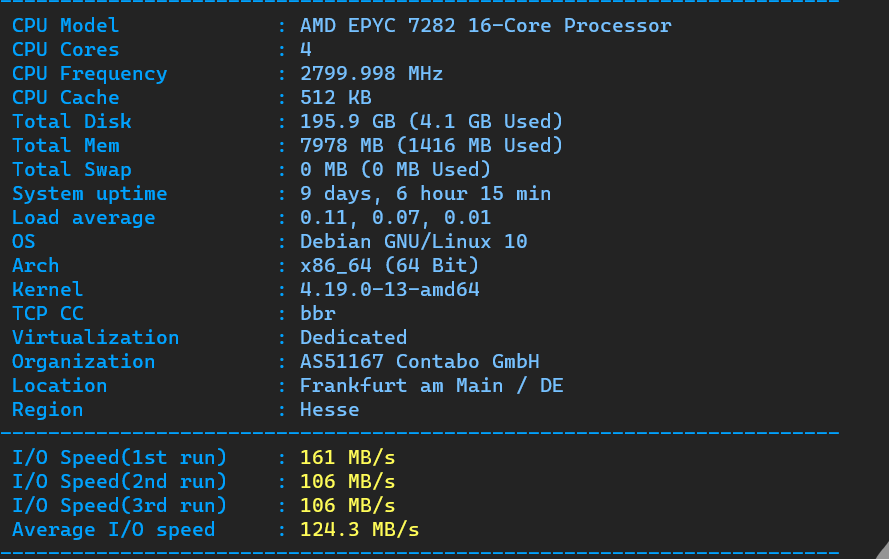 CPU Model : AMD EPYC 7282 16-Core Processor
CPU Cores : 4
CPU Frequency : 2799.998 MHz
CPU Cache : 512 KB
Total Disk : 195.9 GB (4.1 GB Used)
Total Mem : 7978 MB (1416 MB Used)
Total Swap : 0 MB (0 MB Used)
System uptime : 9 days, 6 hour 15 min
Load average : 0.11, 0.07, 0.01
OS : Debian GNU/Linux 10
Arch : x86_64 (64 Bit)
Kernel : 4.19.0-13-amd64
TCP CC : bbr
Virtualization : Dedicated
Organization : AS51167 Contabo GmbH
Location : Frankfurt am Main / DE
Region : Hesse
I/O Speed(1st run) : 161 MB/s
I/O Speed(2nd run) : 106 MB/s
I/O Speed(3rd run) : 106 MB/s
Average I/O speed : 124.3 MB/s